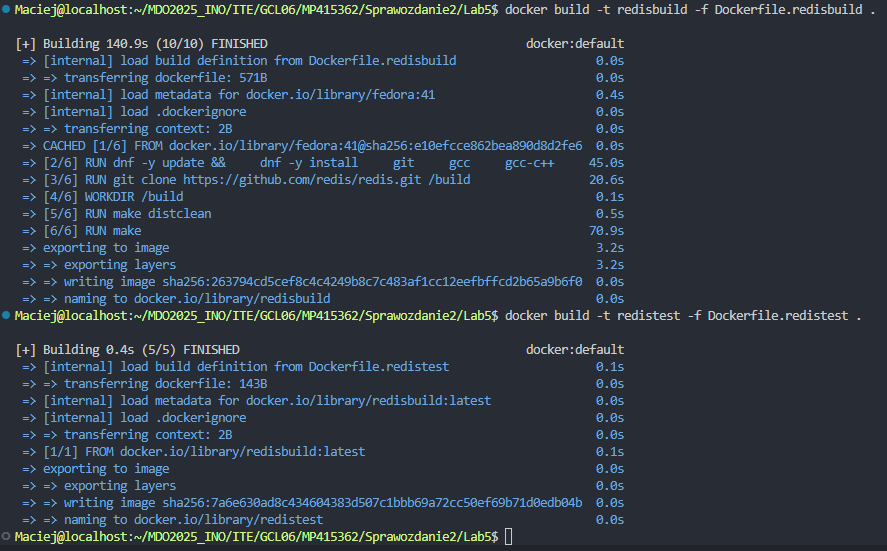 Maciej@localhost:~/MDO2025_INO/ITE/GCL06/MP415362/Sprawozdanie2/Lab5$ docker build -t redisbuild -f Dockerfile.redisbuild .
[+] Building 140.9s (10/10) FINISHED docker:default
=> [internal] load build definition from Dockerfile.redisbuild 0.0s
=> => transferring dockerfile: 571B 0.0s
=> [internal] load metadata for docker.io/library/fedora:41 0.4s
=> [internal] load .dockerignore 0.0s
=> => transferring context: 2B 0.0s
=> CACHED [1/6] FROM docker.io/library/fedora:41@sha256:e10efcce862bea890d8d2fe6 0.0s
=> [2/6] RUN dnf -y update && dnf -y install git gcc gcc-c++ 45.0s
=> [3/6] RUN git clone https://github.com/redis/redis.git /build 20.6s
=> [4/6] WORKDIR /build 0.1s
=> [5/6] RUN make distclean 0.5s
=> [6/6] RUN make 70.9s
=> exporting to image 3.2s
=> => exporting layers 3.2s
=> => writing image sha256:263794cd5cef8c4c4249b8c7c483af1cc12eefbffcd2b65a9b6f0 0.0s
=> => naming to docker.io/library/redisbuild 0.0s
Maciej@localhost:~/MDO2025_INO/ITE/GCL06/MP415362/Sprawozdanie2/Lab5$ docker build -t redistest -f Dockerfile.redistest .
[+] Building 0.4s (5/5) FINISHED docker:default
=> [internal] load build definition from Dockerfile.redistest 0.1s
=> => transferring dockerfile: 143B 0.0s
=> [internal] load metadata for docker.io/library/redisbuild:latest 0.0s
=> [internal] load .dockerignore 0.0s
=> => transferring context: 2B 0.0s
=> [1/1] FROM docker.io/library/redisbuild:latest 0.1s
=> exporting to image 0.0s
=> => exporting layers 0.0s
=> => writing image sha256:7a6e630ad8c434604383d507c1bbb69a72cc50ef69b71d0edb04b 0.0s
=> => naming to docker.io/library/redistest 0.0s
Maciej@localhost:~/MDO2025_INO/ITE/GCL06/MP415362/Sprawozdanie2/Lab5$